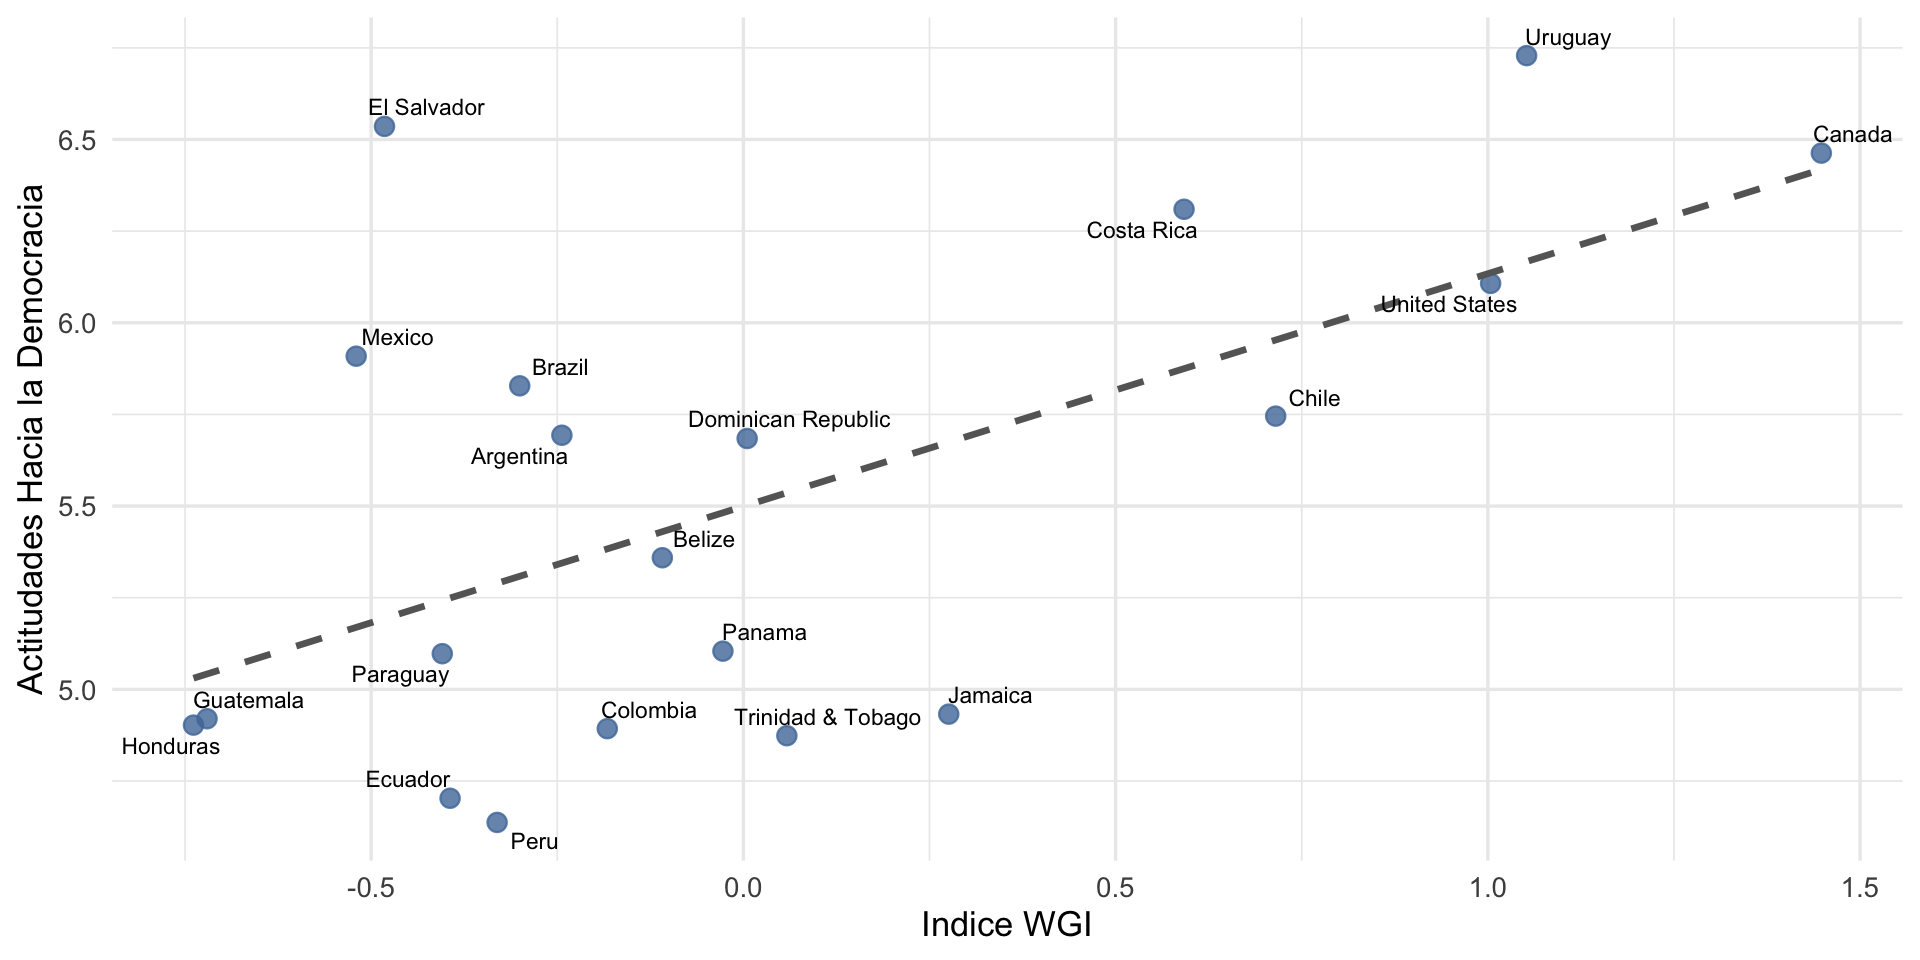 Uruguay
El Salvador
Canada
6.5
Costa Rica
United States
6.0
Mexico
Brazil
Chile
Dominican Republic
Argentina
5.5
Belize
Panama
Paraguay
5.0
Guatemala
Jamaica
Colombia
Trinidad & Tobago
Honduras
Ecuador
Peru
-0.5
0.0
0.5
1.0
1.5
Indice WGI
Actitudades Hacia la Democracia